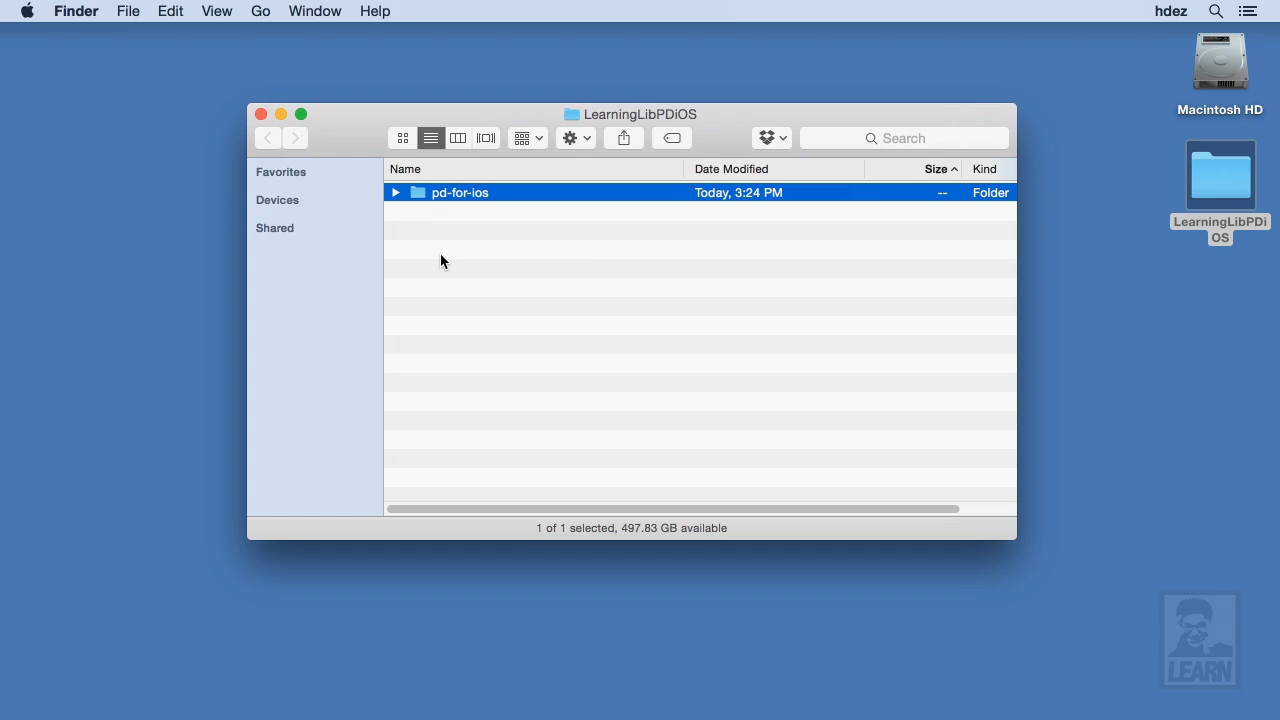 Finder File Edit View Go Window Help hdez
Macintosh HD
LearningLibPDiOS
Search
Favorites
Devices
Shared
Name Date Modified Size Kind
pd-for-ios Today, 3:24 PM -- Folder
1 of 1 selected, 497.83 GB available
LearningLibPDi
OS
LEARN